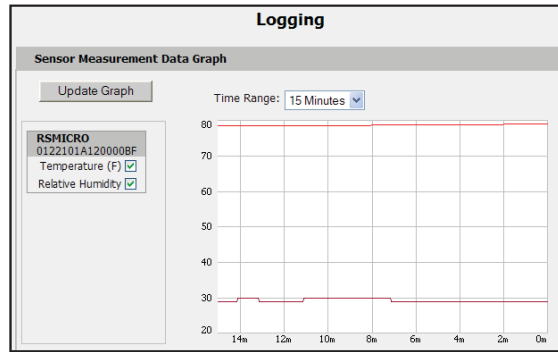 Logging
Sensor Measurement Data Graph
Update Graph
Time Range: 15 Minutes
RSMICRO
0122101A120000BF
Temperature (F)
Relative Humidity
80
70
60
50
40
30
20
14m 12m 10m 8m 6m 4m 2m 0m